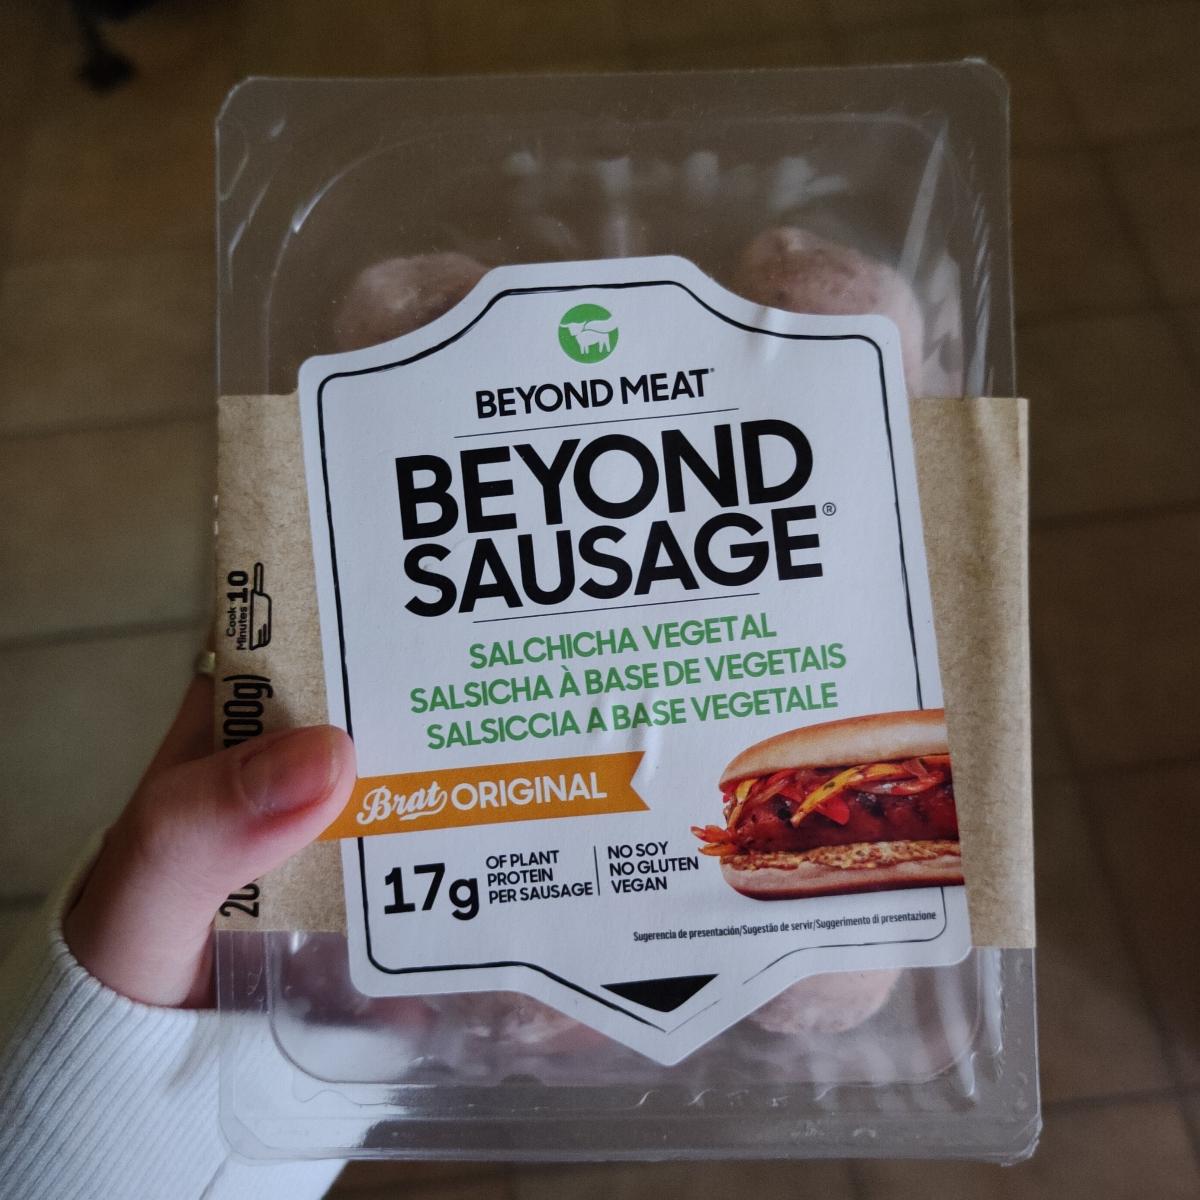 BEYOND MEAT®
BEYOND
SAUSAGE®
SALCHICHA VEGETAL
SALSICHA À BASE DE VEGETAIS
SALSICCIA A BASE VEGETALE
Brat ORIGINAL
17g
OF PLANT
PROTEIN
PER SAUSAGE
NO SOY
NO GLUTEN
VEGAN
Sugerencia de presentación/Sugestão de servir/Suggerimento di presentazione
Cook 10
Minutes
100g)